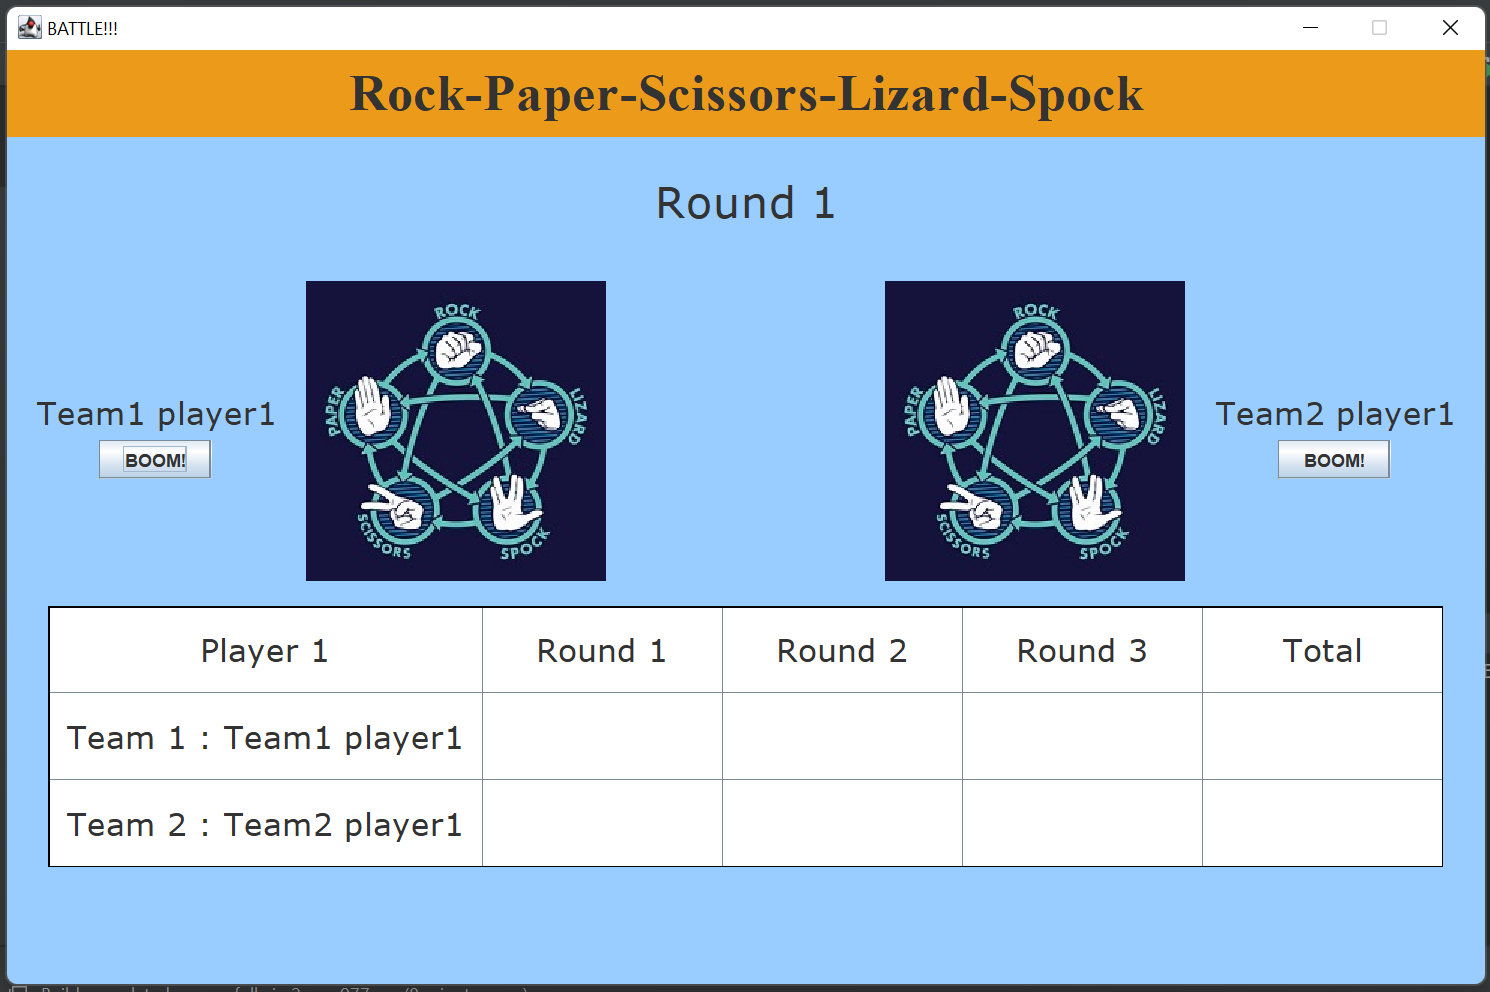 BATTLE!!!
Rock-Paper-Scissors-Lizard-Spock
Round 1
ROCK
PAPER
LIZARD
SCISSORS
SPOCK
ROCK
PAPER
LIZARD
SCISSORS
SPOCK
Team1 player1
BOOM!
Team2 player1
BOOM!
Player 1 Round 1 Round 2 Round 3 Total
Team 1 : Team1 player1
Team 2 : Team2 player1